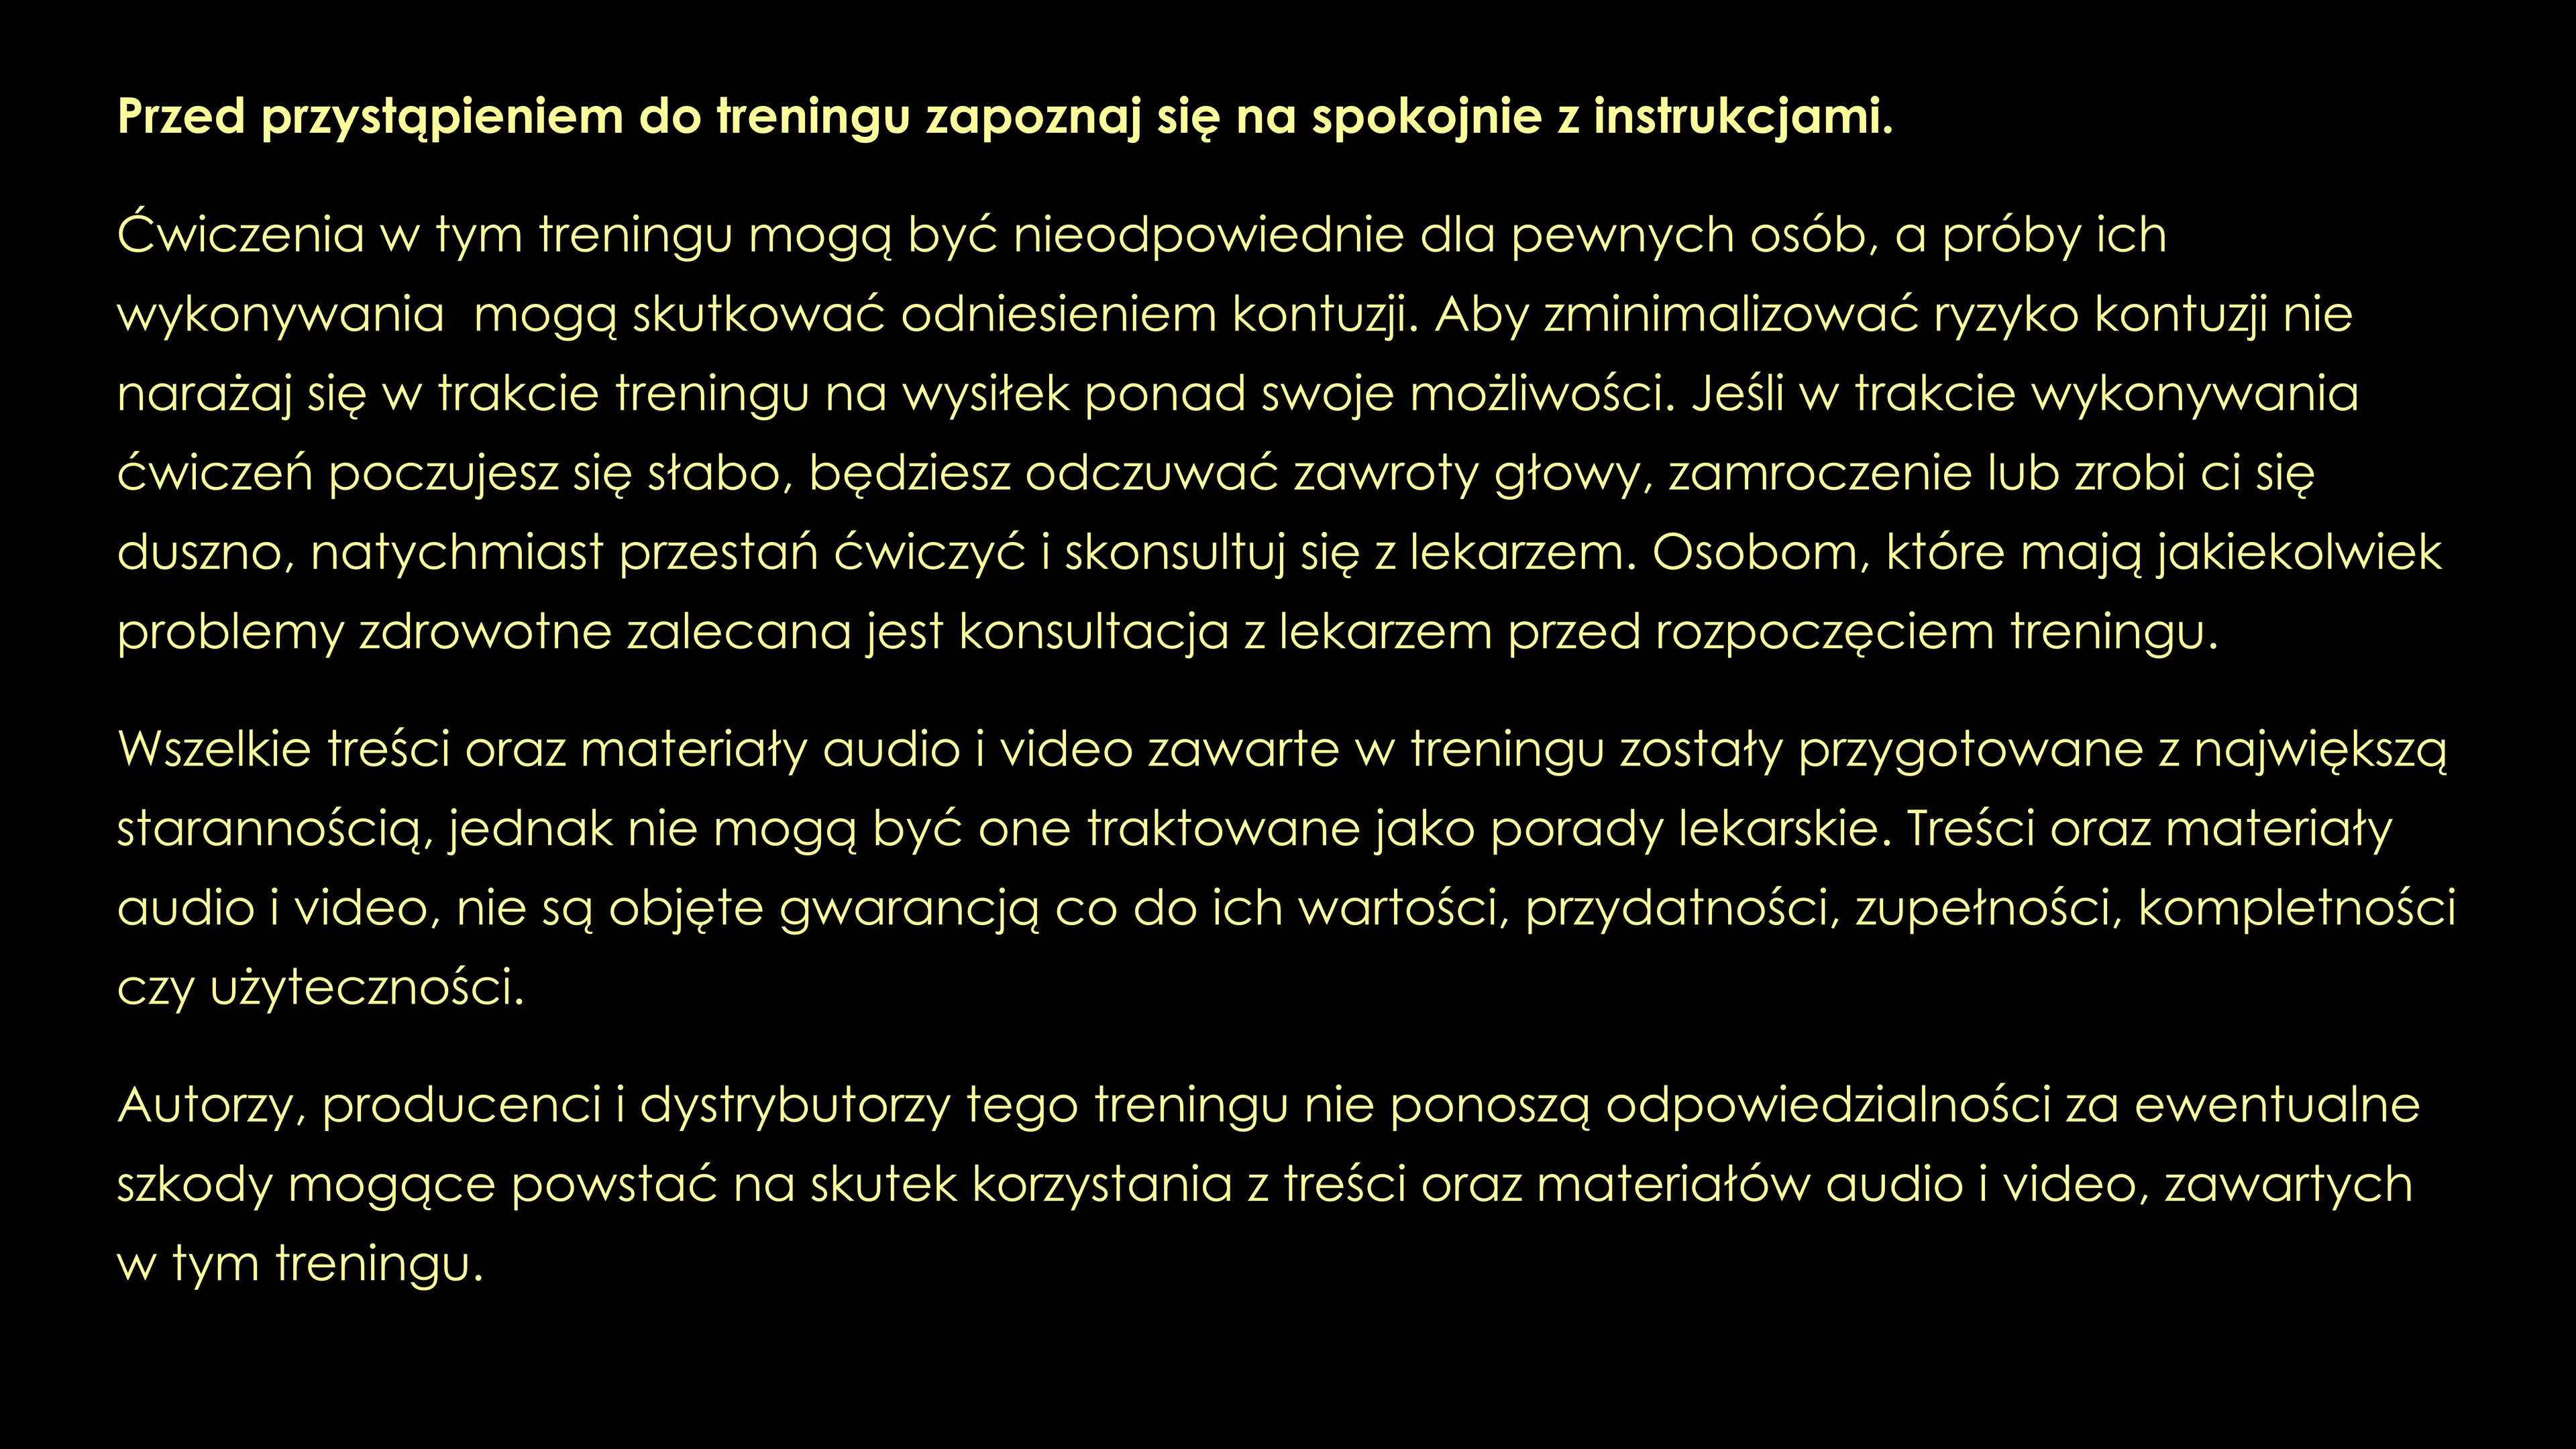 Przed przystąpieniem do treningu zapoznaj się na spokojnie z instrukcjami.
Ćwiczenia w tym treningu mogą być nieodpowiednie dla pewnych osób, a próby ich
wykonywania  mogą skutkować odniesieniem kontuzji. Aby zminimalizować ryzyko kontuzji nie
narażaj się w trakcie treningu na wysiłek ponad swoje możliwości. Jeśli w trakcie wykonywania
ćwiczeń poczujesz się słabo, będziesz odczuwać zawroty głowy, zamroczenie lub zrobi ci się
duszno, natychmiast przestań ćwiczyć i skonsultuj się z lekarzem. Osobom, które mają jakiekolwiek
problemy zdrowotne zalecana jest konsultacja z lekarzem przed rozpoczęciem treningu.
Wszelkie treści oraz materiały audio i video zawarte w treningu zostały przygotowane z największą
starannością, jednak nie mogą być one traktowane jako porady lekarskie. Treści oraz materiały
audio i video, nie są objęte gwarancją co do ich wartości, przydatności, zupełności, kompletności
czy użyteczności.
Autorzy, producenci i dystrybutorzy tego treningu nie ponoszą odpowiedzialności za ewentualne
szkody mogące powstać na skutek korzystania z treści oraz materiałów audio i video, zawartych
w tym treningu.